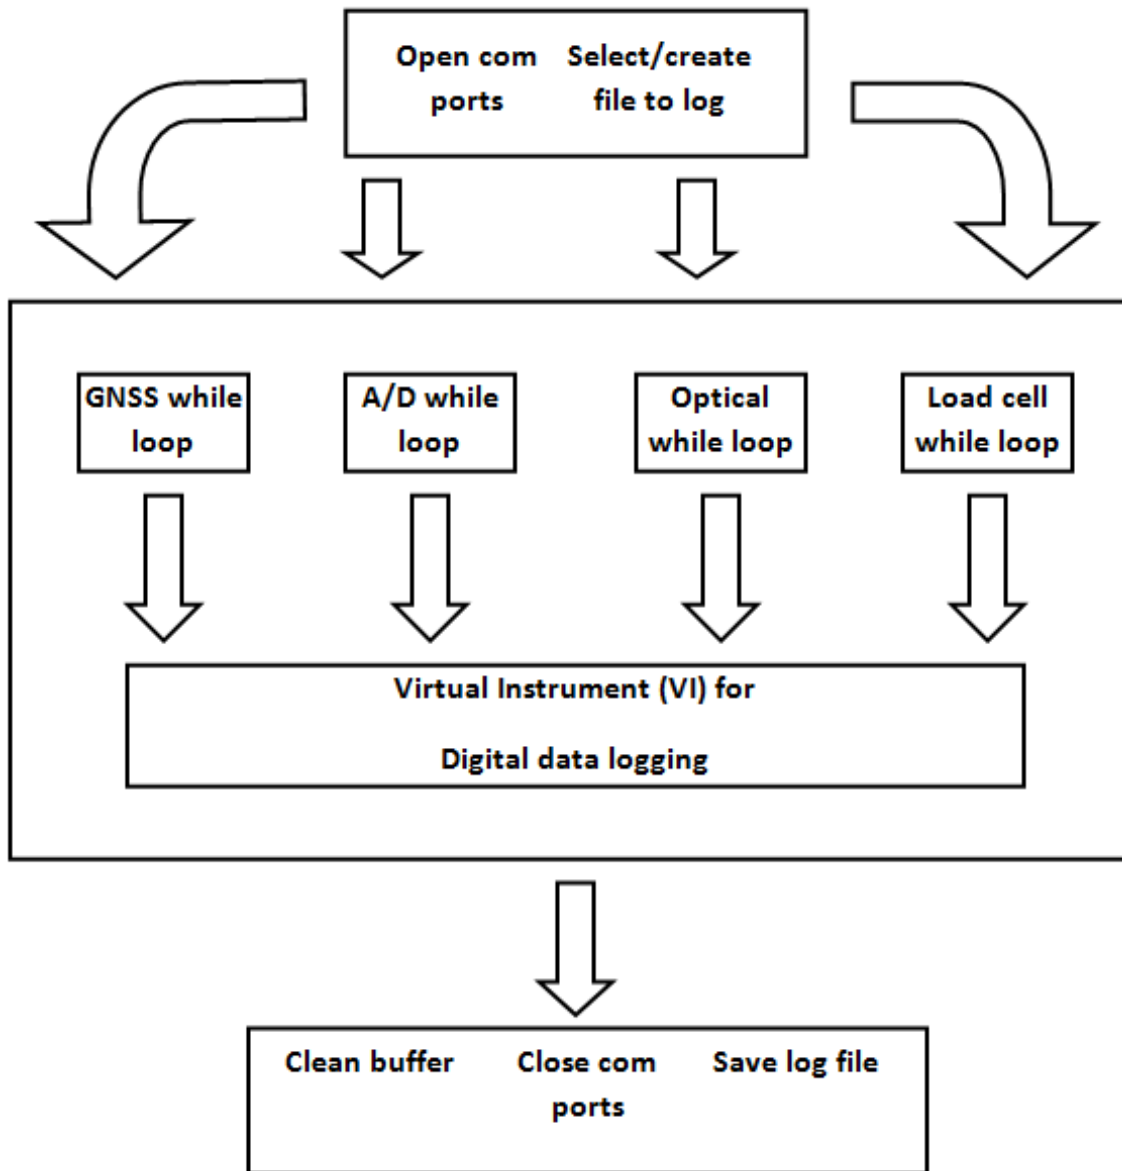 Open com Select/create
ports file to log
GNSS while A/D while Optical Load cell
loop loop while loop while loop
Virtual Instrument (VI) for
Digital data logging
Clean buffer Close com Save log file
ports